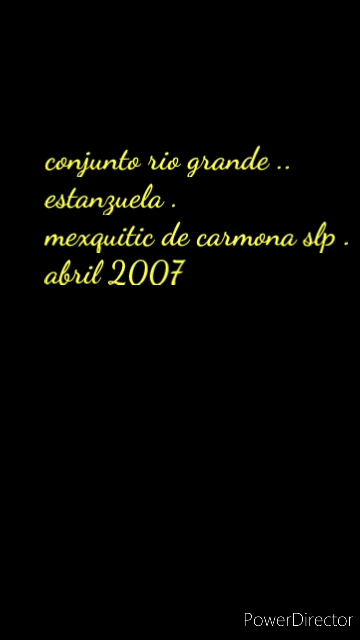 conjunto rio grande ..
estanzuela .
mexquitic de carmona slp .
abril 2007
PowerDirector